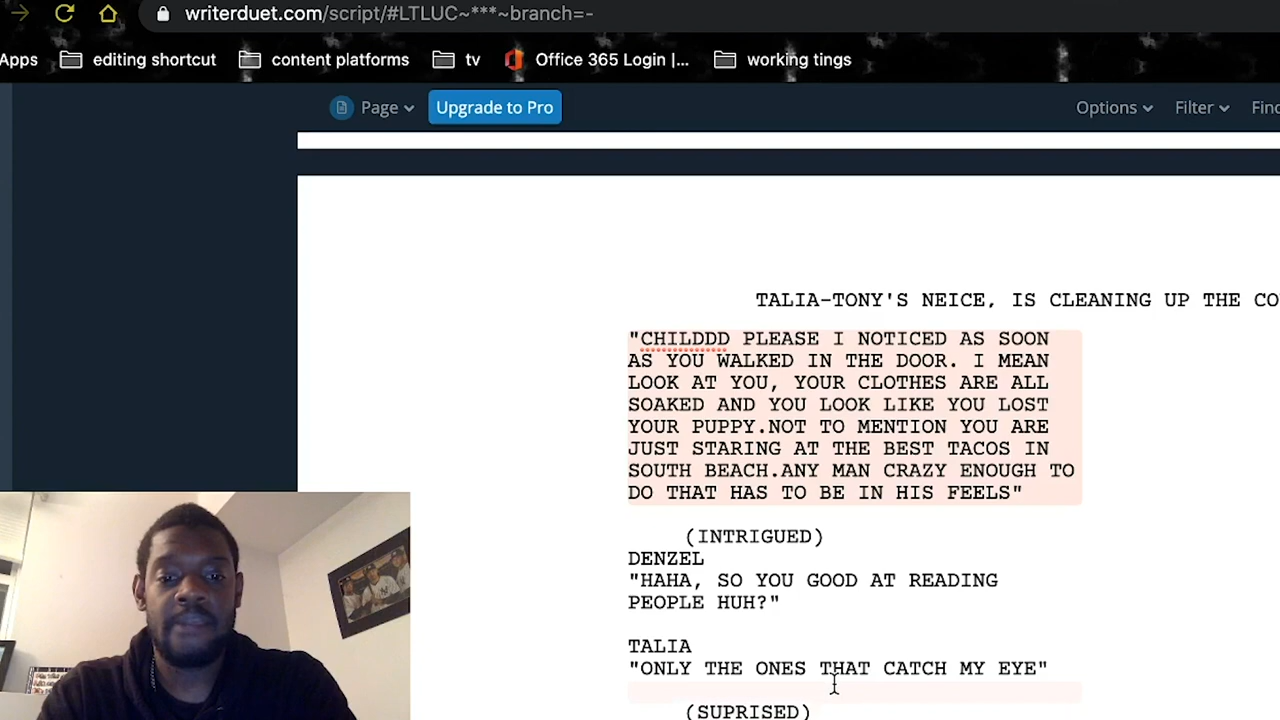 writerduet.com/script/#LTLUC~***~branch=-
Apps editing shortcut content platforms tv Office 365 Login |... working tings
Page Upgrade to Pro Options Filter Find
TALIA-TONY'S NEICE, IS CLEANING UP THE CO
"CHILDDD PLEASE I NOTICED AS SOON
AS YOU WALKED IN THE DOOR. I MEAN
LOOK AT YOU, YOUR CLOTHES ARE ALL
SOAKED AND YOU LOOK LIKE YOU LOST
YOUR PUPPY.NOT TO MENTION YOU ARE
JUST STARING AT THE BEST TACOS IN
SOUTH BEACH.ANY MAN CRAZY ENOUGH TO
DO THAT HAS TO BE IN HIS FEELS"
(INTRIGUED)
DENZEL
"HAHA, SO YOU GOOD AT READING
PEOPLE HUH?"
TALIA
"ONLY THE ONES THAT CATCH MY EYE"
(SUPRISED)